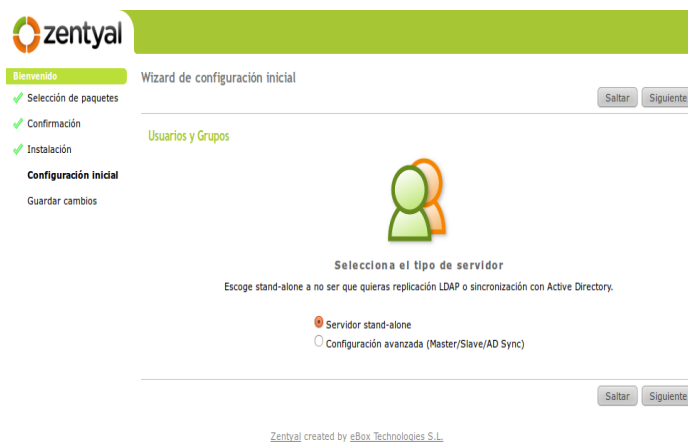 zentyal
Bienvenido
Selección de paquetes
Confirmación
Instalación
Configuración inicial
Guardar cambios
Wizard de configuración inicial
Saltar Siguiente
Usuarios y Grupos
Selecciona el tipo de servidor
Escoge stand-alone a no ser que quieras replicación LDAP o sincronización con Active Directory.
Servidor stand-alone
Configuración avanzada (Master/Slave/AD Sync)
Saltar Siguiente
Zentyal created by eBox Technologies S.L.